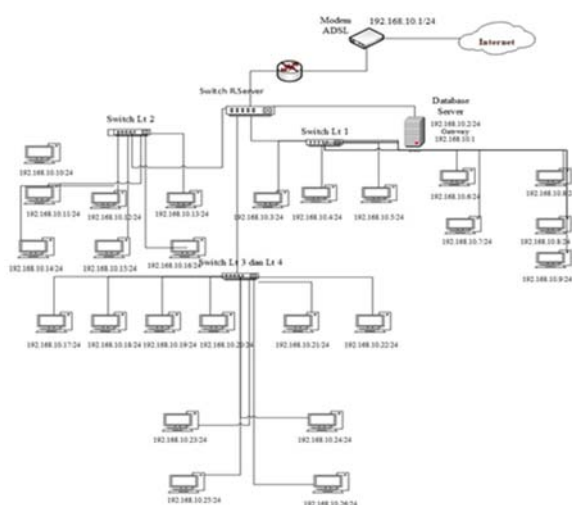 Modem
ADSL
192.168.10.1/24
Internet
Switch R.Server
Switch Lt 2
Switch Lt 1
Database
Server
192.168.10.2/24
Gateway
192.168.10.1
192.168.10.10/24
192.168.10.11/24
192.168.10.12/24
192.168.10.13/24
192.168.10.3/24
192.168.10.4/24
192.168.10.5/24
192.168.10.6/24
192.168.10.7/24
192.168.10.8/24
192.168.10.9/24
192.168.10.14/24
192.168.10.15/24
192.168.10.16/24
Switch Lt 3 dan Lt 4
192.168.10.17/24
192.168.10.18/24
192.168.10.19/24
192.168.10.20/24
192.168.10.21/24
192.168.10.22/24
192.168.10.23/24
192.168.10.24/24
192.168.10.25/24
192.168.10.26/24